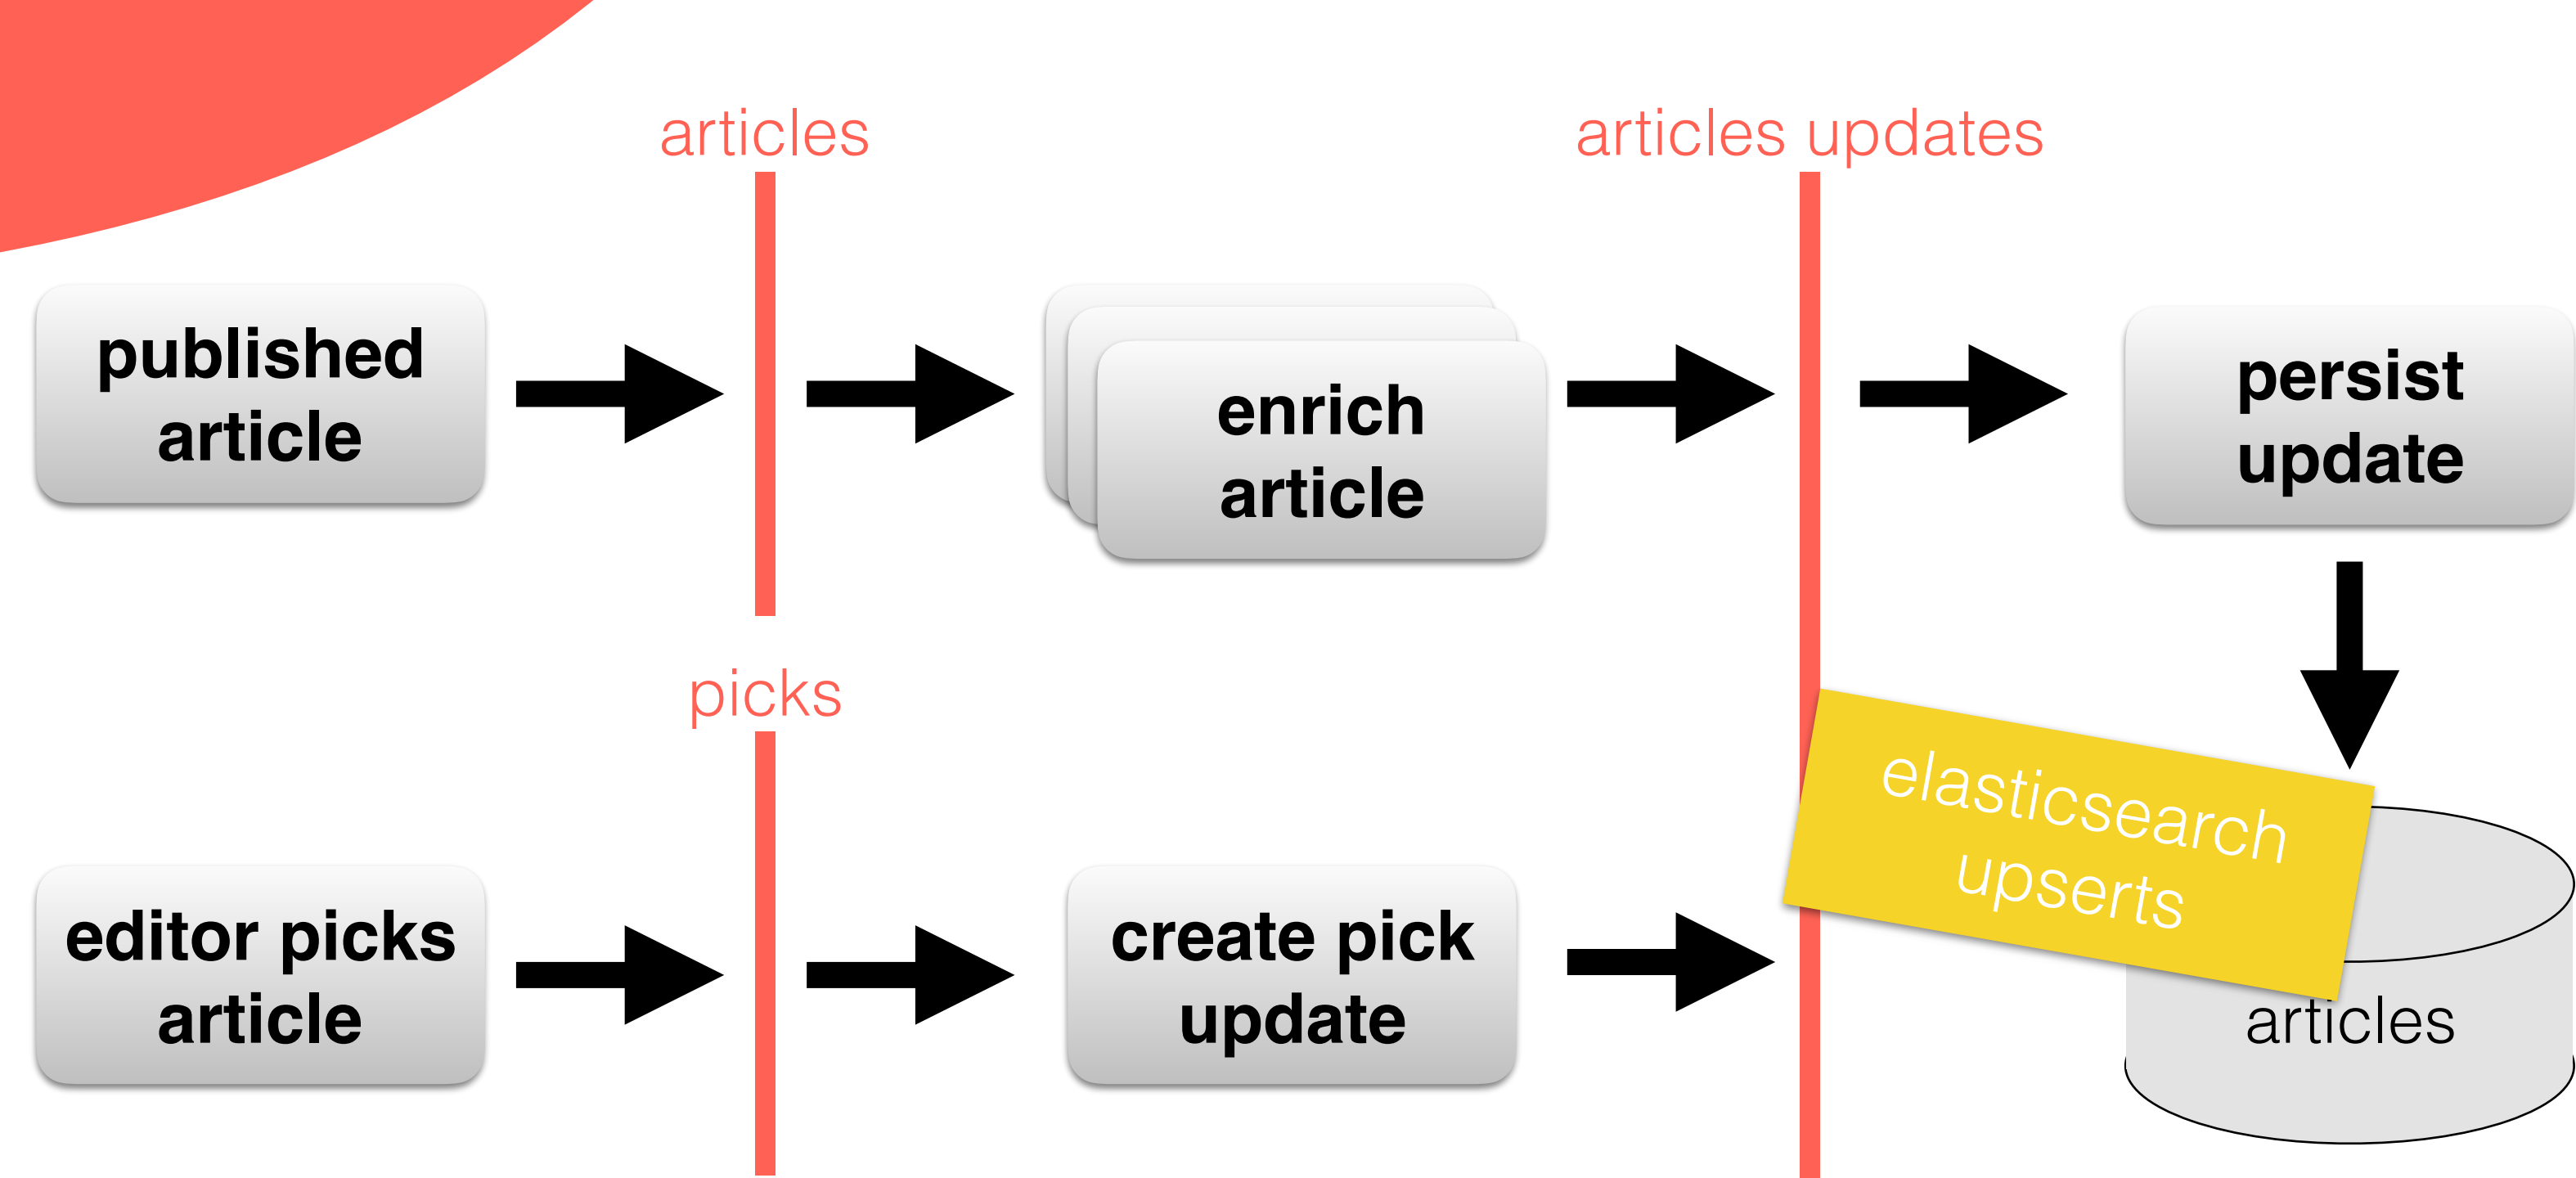 articles
articles updates
published
article
enrich
article
persist
update
picks
elasticsearch
upserts
editor picks
article
create pick
update
articles